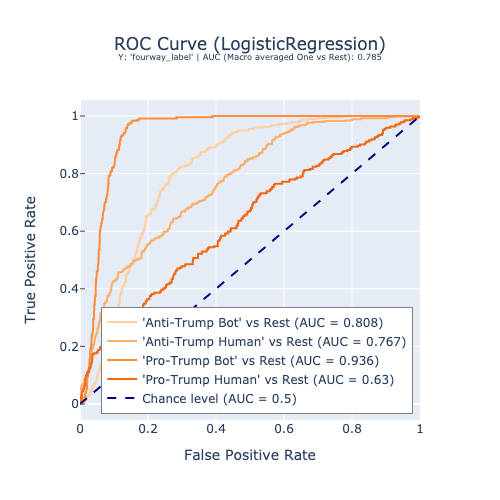 ROC Curve (LogisticRegression)
Y: 'fourway_label' | AUC (Macro averaged One vs Rest): 0.785
True Positive Rate
1
0.8
0.6
0.4
0.2
0
'Anti-Trump Bot' vs Rest (AUC = 0.808)
'Anti-Trump Human' vs Rest (AUC = 0.767)
'Pro-Trump Bot' vs Rest (AUC = 0.936)
'Pro-Trump Human' vs Rest (AUC = 0.63)
Chance level (AUC = 0.5)
0 0.2 0.4 0.6 0.8 1
False Positive Rate